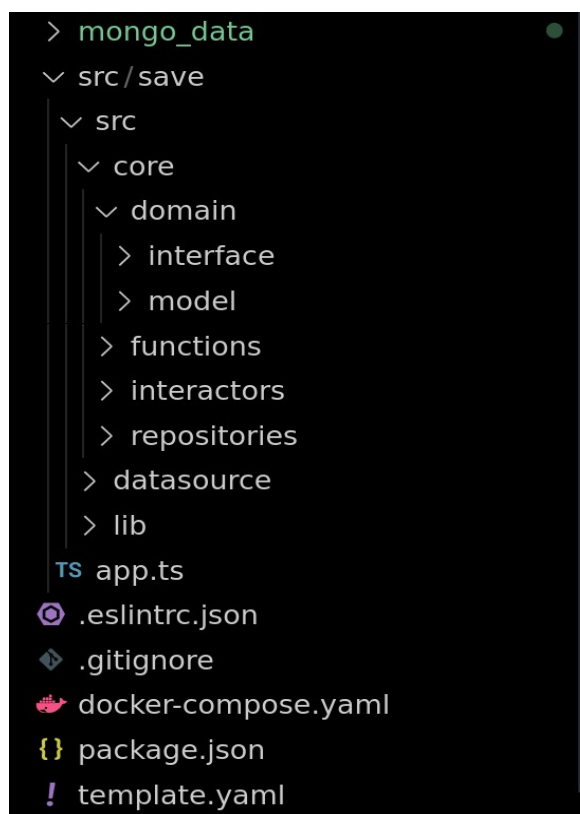 mongo_data
src/save
src
core
domain
interface
model
functions
interactors
repositories
datasource
lib
TS app.ts
.eslintrc.json
.gitignore
docker-compose.yaml
{} package.json
! template.yaml